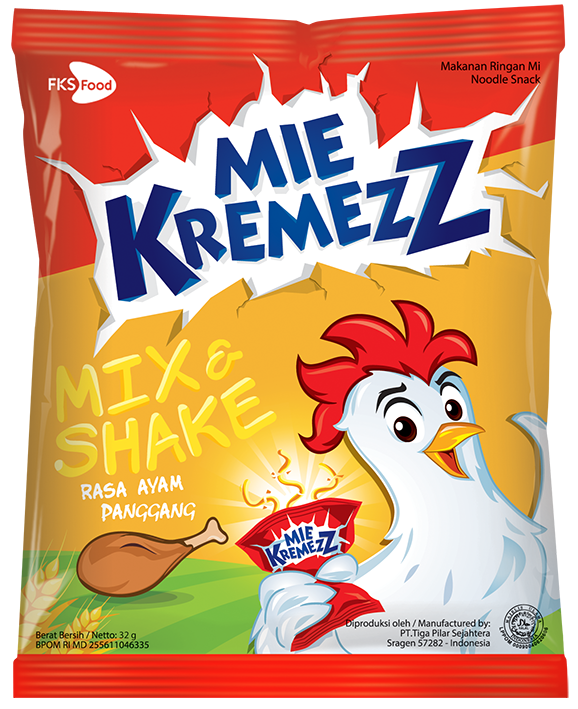 FKS Food
Makanan Ringan Mi
Noodle Snack
MIE
KREMEZZ
MIX &
SHAKE
RASA AYAM
PANGGANG
MIE
KREMEZZ
Berat Bersih / Netto: 32 g
BPOM RI MD 255611046335
Diproduksi oleh / Manufactured by:
PT.Tiga Pilar Sejahtera
Sragen 57282 - Indonesia